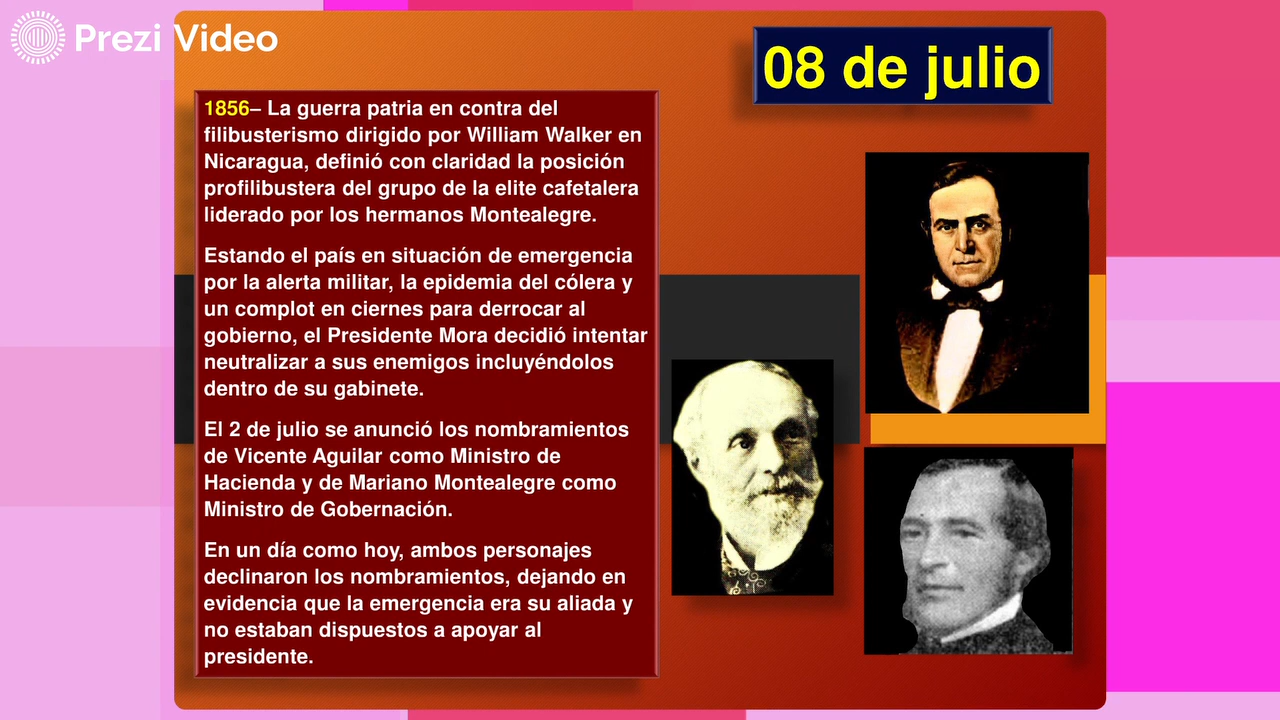 Prezi Video
08 de julio
1856– La guerra patria en contra del
filibusterismo dirigido por William Walker en
Nicaragua, definió con claridad la posición
profilibustera del grupo de la elite cafetalera
liderado por los hermanos Montealegre.
Estando el país en situación de emergencia
por la alerta militar, la epidemia del cólera y
un complot en ciernes para derrocar al
gobierno, el Presidente Mora decidió intentar
neutralizar a sus enemigos incluyéndolos
dentro de su gabinete.
El 2 de julio se anunció los nombramientos
de Vicente Aguilar como Ministro de
Hacienda y de Mariano Montealegre como
Ministro de Gobernación.
En un día como hoy, ambos personajes
declinaron los nombramientos, dejando en
evidencia que la emergencia era su aliada y
no estaban dispuestos a apoyar al
presidente.